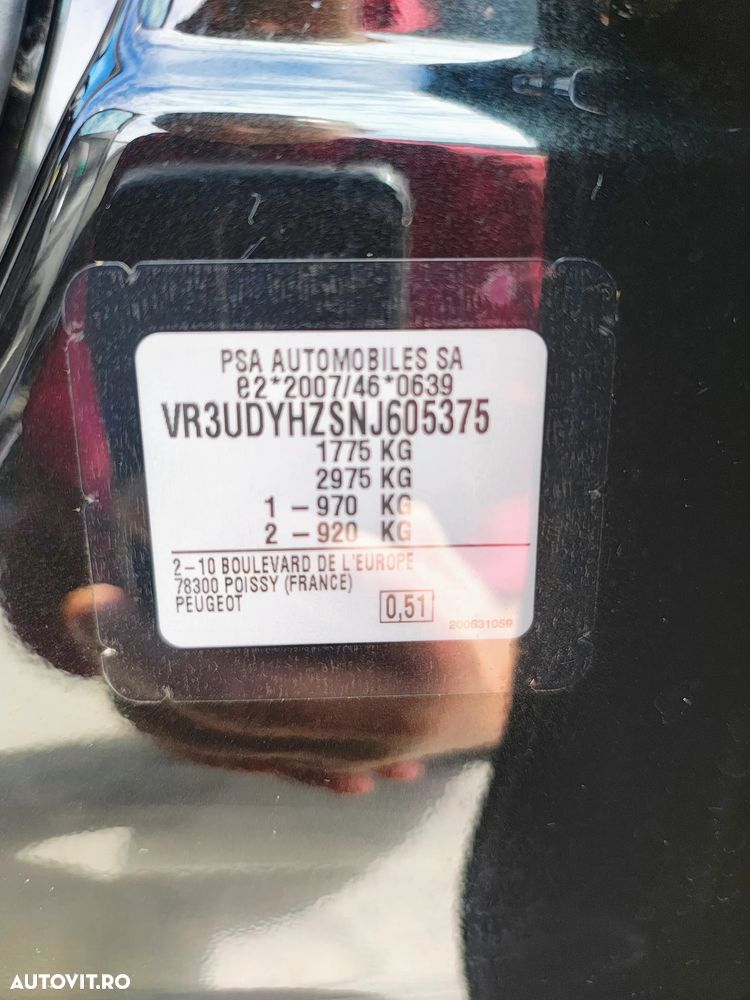 PSA AUTOMOBILES SA
e2*2007/46*0639
VR3UDYHZSNJ605375
1775 KG
2975 KG
1 - 970 KG
2 - 920 KG
2-10 BOULEVARD DE L'EUROPE
78300 POISSY (FRANCE)
PEUGEOT
0,51
200831059
AUTOVIT.RO